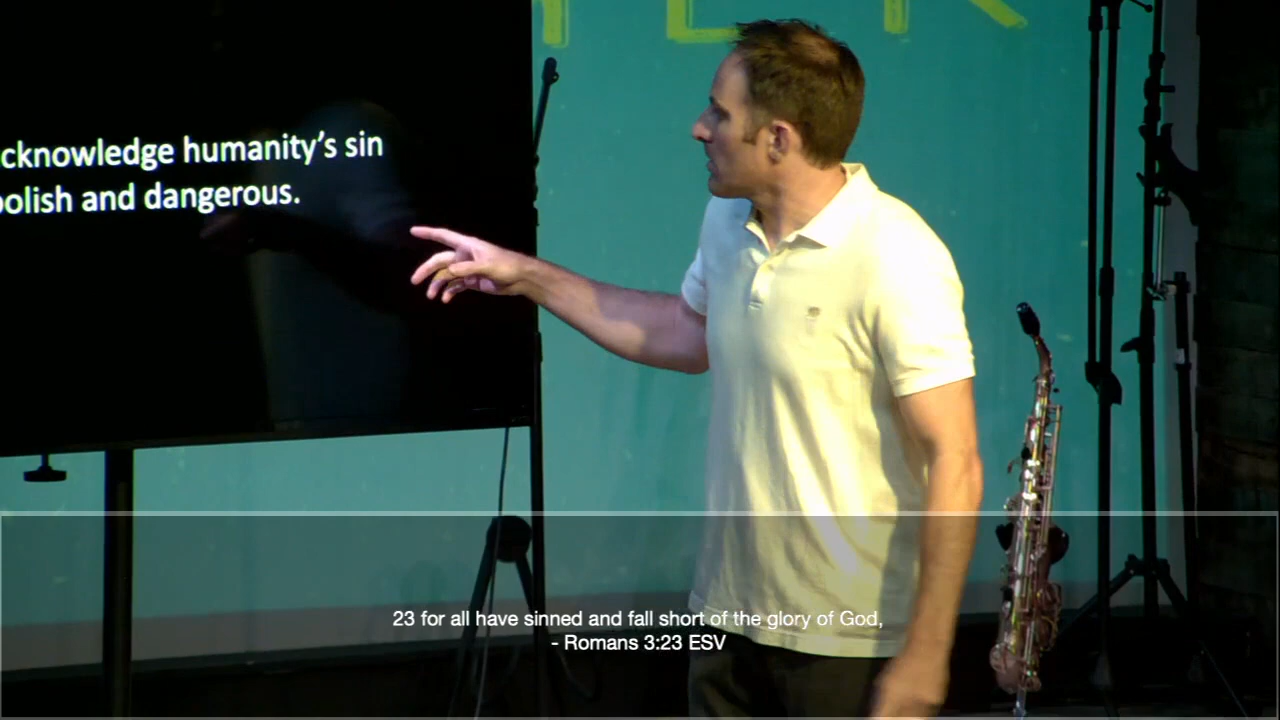 cknowledge humanity's sin
oolish and dangerous.
23 for all have sinned and fall short of the glory of God,
- Romans 3:23 ESV